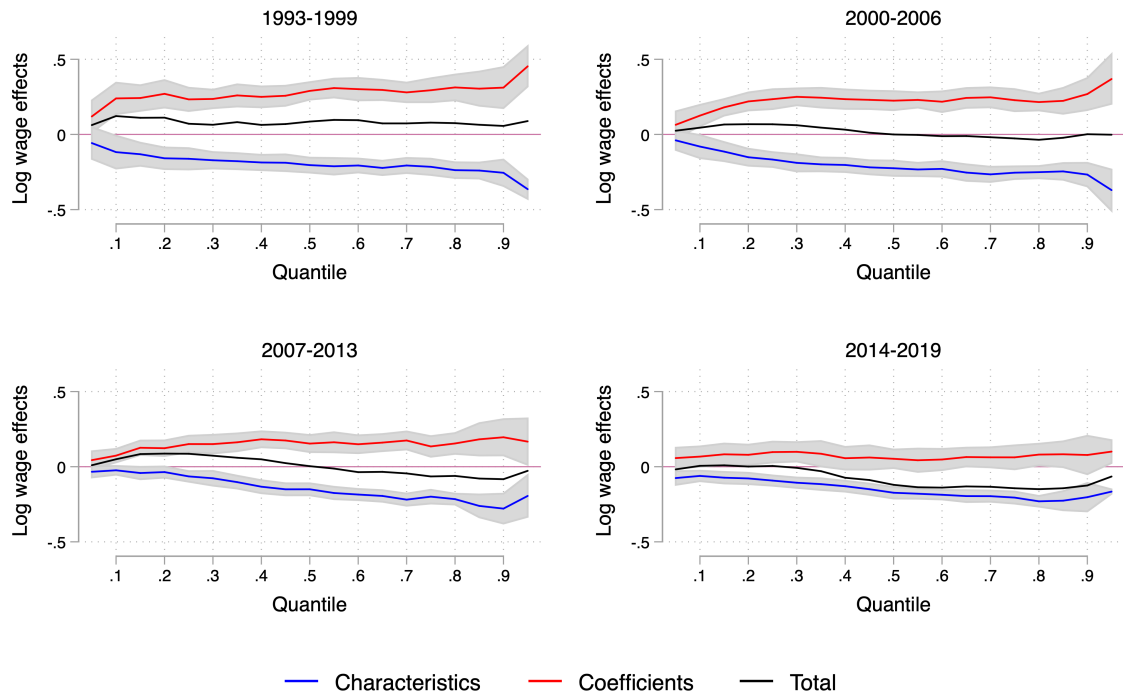 1993-1999
Log wage effects
.5
0
-.5
.1 .2 .3 .4 .5 .6 .7 .8 .9
Quantile
2000-2006
Log wage effects
.5
0
-.5
.1 .2 .3 .4 .5 .6 .7 .8 .9
Quantile
2007-2013
Log wage effects
.5
0
-.5
.1 .2 .3 .4 .5 .6 .7 .8 .9
Quantile
2014-2019
Log wage effects
.5
0
-.5
.1 .2 .3 .4 .5 .6 .7 .8 .9
Quantile
Characteristics Coefficients Total